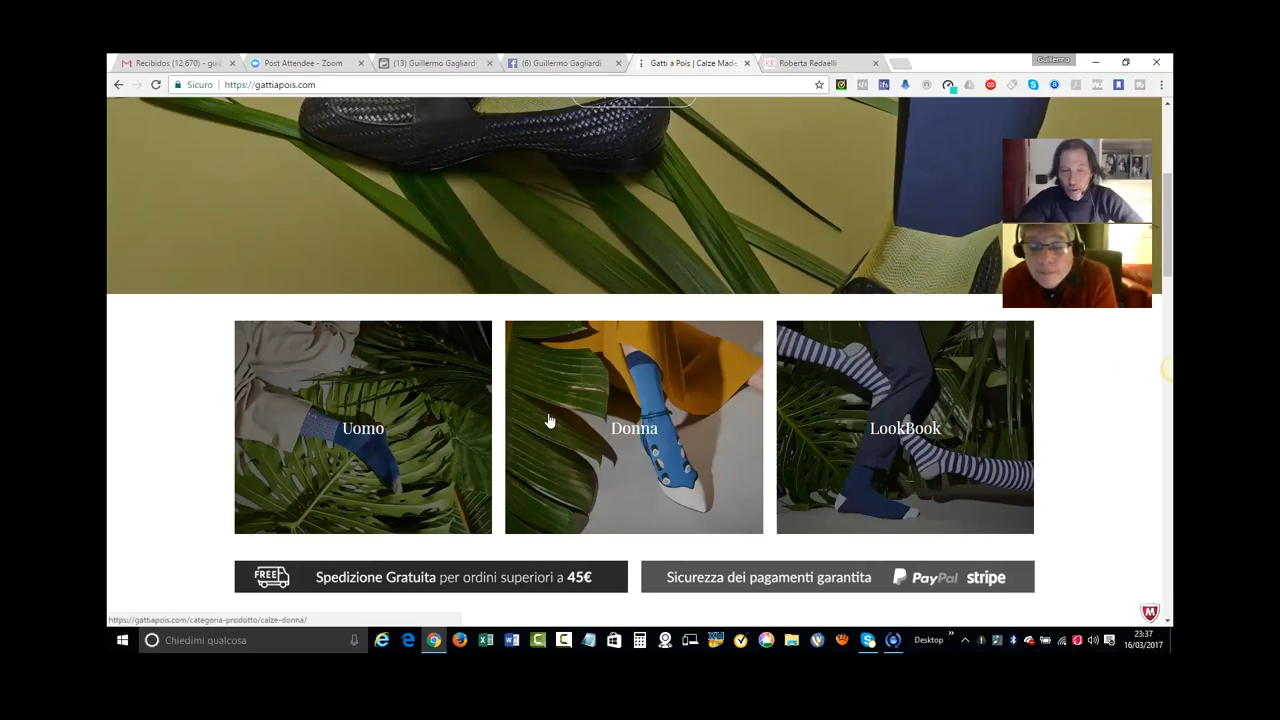 Recibidos (12,670) - gui
Post Attendee - Zoom
(13) Guillermo Gagliardi
(6) Guillermo Gagliardi
Gatti a Pois | Calze Made
Roberta Redaelli
Guillermo
Sicuro
https://gattiapois.com
Uomo
Donna
LookBook
FREE
Spedizione Gratuita per ordini superiori a 45€
Sicurezza dei pagamenti garantita
PayPal
stripe
https://gattiapois.com/categoria-prodotto/calze-donna/
Chiedimi qualcosa
Desktop
23:37
16/03/2017